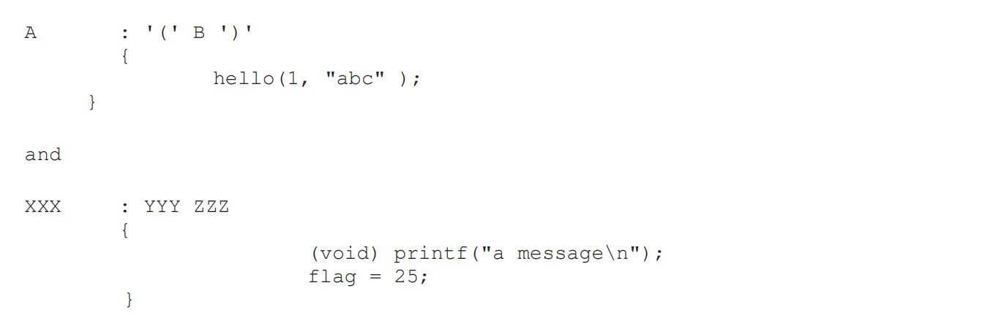 A : '(' B ')'
{
hello(1, "abc" );
}
and
XXX : YYY ZZZ
{
(void) printf("a message\n");
flag = 25;
}